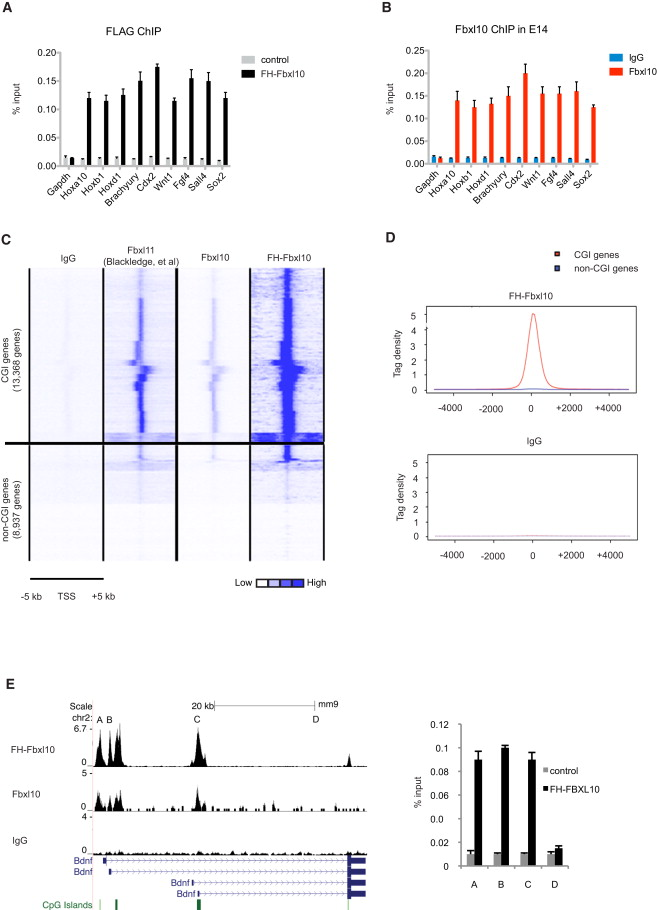 A
FLAG ChIP
control
FH-Fbxl10
% input
0.20
0.15
0.10
0.05
0.00
Gapdh
Hoxa10
Hoxb1
Hoxd1
Brachyury
Cdx2
Wnt1
Fgf4
Sall4
Sox2
B
Fbxl10 ChIP in E14
IgG
Fbxl10
% input
0.25
0.20
0.15
0.10
0.05
0.00
Gapdh
Hoxa10
Hoxb1
Hoxd1
Brachyury
Cdx2
Wnt1
Fgf4
Sall4
Sox2
C
IgG
Fbxl11
(Blackledge, et al)
Fbxl10
FH-Fbxl10
CGI genes
(13,368 genes)
non-CGI genes
(8,937 genes)
-5 kb TSS +5 kb
Low High
D
CGI genes
non-CGI genes
FH-Fbxl10
Tag density
5
4
3
2
1
0
-4000 -2000 0 +2000 +4000
IgG
Tag density
5
4
3
2
1
0
-4000 -2000 0 +2000 +4000
E
Scale 20 kb mm9
chr2: A B C D
6.7
FH-Fbxl10
0
5
Fbxl10
0
4
IgG
0
Bdnf
Bdnf
Bdnf
Bdnf
CpG Islands
% input
0.12
0.1
0.08
0.06
0.04
0.02
0.0
0
control
FH-FBXL10
A B C D